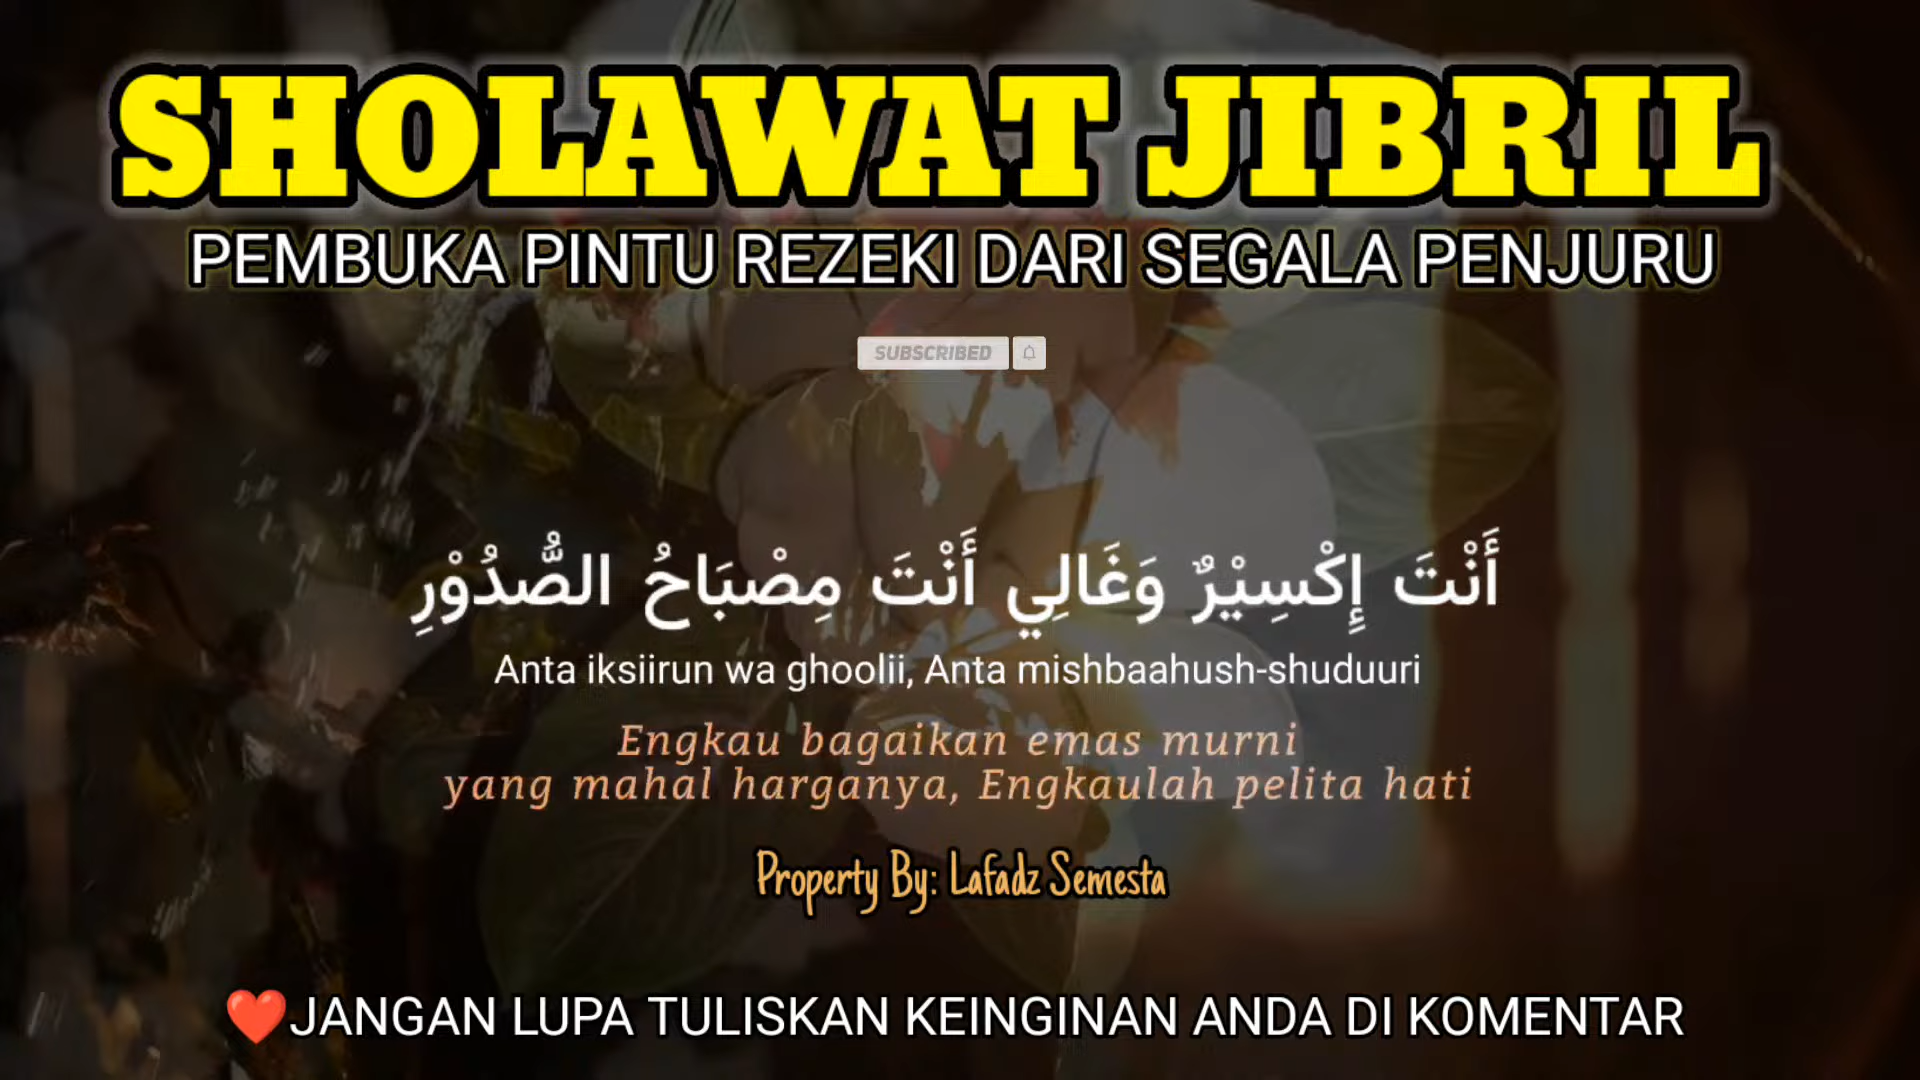 SHOLAWAT JIBRIL
PEMBUKA PINTU REZEKI DARI SEGALA PENJURU
SUBSCRIBED
أَنْتَ إِكْسِيْرٌ وَغَالِي أَنْتَ مِصْبَاحُ الصُّدُوْرِ
Anta iksiirun wa ghoolii, Anta mishbaahush-shuduuri
Engkau bagaikan emas murni
yang mahal harganya, Engkaulah pelita hati
Property By: Lafadz Semesta
❤️JANGAN LUPA TULISKAN KEINGINAN ANDA DI KOMENTAR